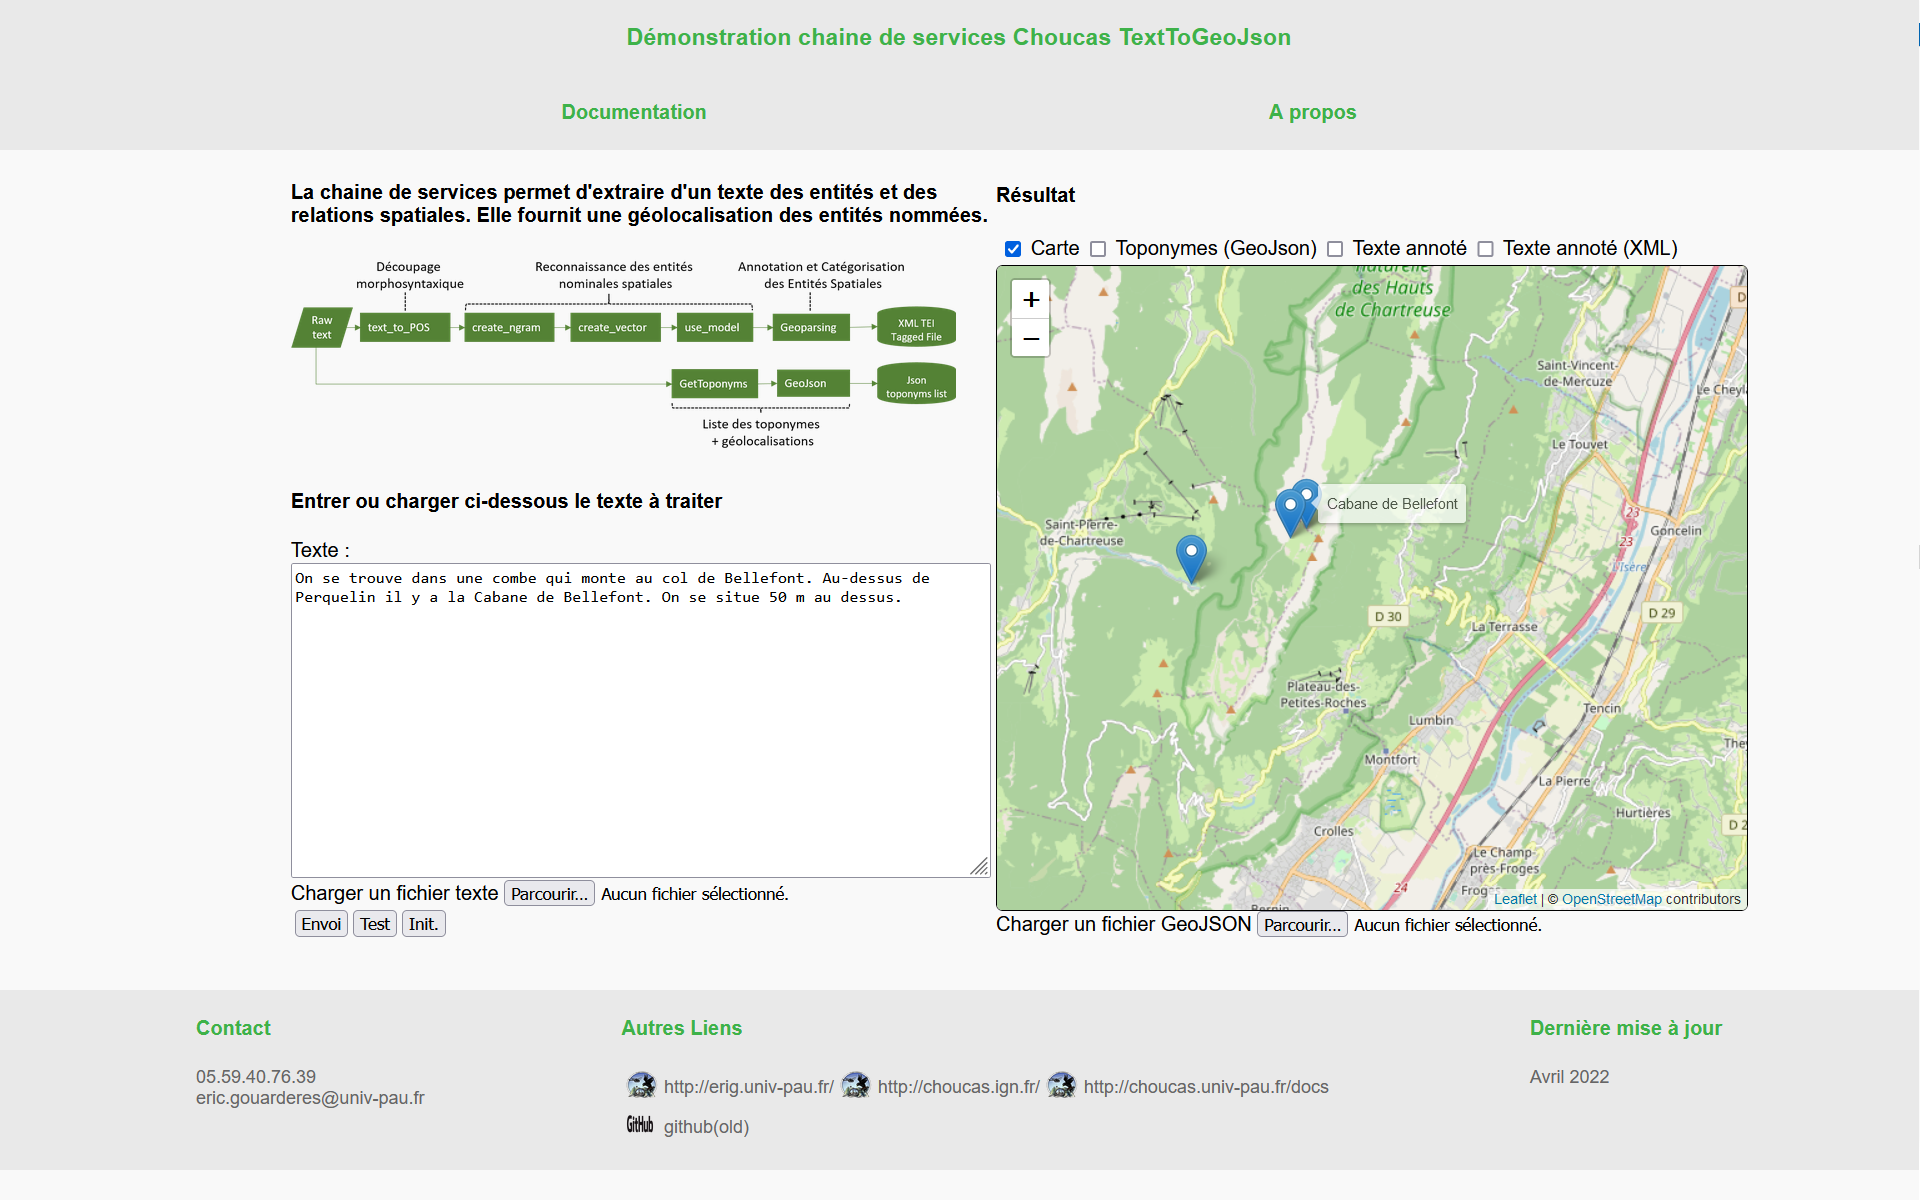 Démonstration chaine de services Choucas TextToGeoJson
Documentation
A propos
La chaine de services permet d'extraire d'un texte des entités et des
relations spatiales. Elle fournit une géolocalisation des entités nommées.
Découpage
morphosyntaxique
Reconnaissance des entités
nominales spatiales
Annotation et Catégorisation
des Entités Spatiales
Raw
text
text_to_POS
create_ngram
create_vector
use_model
Geoparsing
XML TEI
Tagged File
GetToponyms
GeoJson
Json
toponyms list
Liste des toponymes
+ géolocalisations
Entrer ou charger ci-dessous le texte à traiter
Texte :
On se trouve dans une combe qui monte au col de Bellefont. Au-dessus de
Perquelin il y a la Cabane de Bellefont. On se situe 50 m au dessus.
Charger un fichier texte Parcourir... Aucun fichier sélectionné.
Envoi Test Init.
Résultat
Carte Toponymes (GeoJson) Texte annoté Texte annoté (XML)
+
−
naturelle
des Hauts
de Chartreuse
D
Saint-Vincent-
de-Mercuze
Le Cheyl
Le Touvet
Cabane de Bellefont
23
Goncelin
Saint-Pierre-
de-Chartreuse
23
L'Isère
D 30
D 29
La Terrasse
Plateau-des-
Petites-Roches
Lumbin
Tencin
They
Montfort
La Pierre
Hurtières
Crolles
D 2
Le Champ-
près-Froges
24
Froges
Bernin
Leaflet | © OpenStreetMap contributors
Charger un fichier GeoJSON Parcourir... Aucun fichier sélectionné.
Contact
05.59.40.76.39
eric.gouarderes@univ-pau.fr
Autres Liens
http://erig.univ-pau.fr/ http://choucas.ign.fr/ http://choucas.univ-pau.fr/docs
GitHub github(old)
Dernière mise à jour
Avril 2022